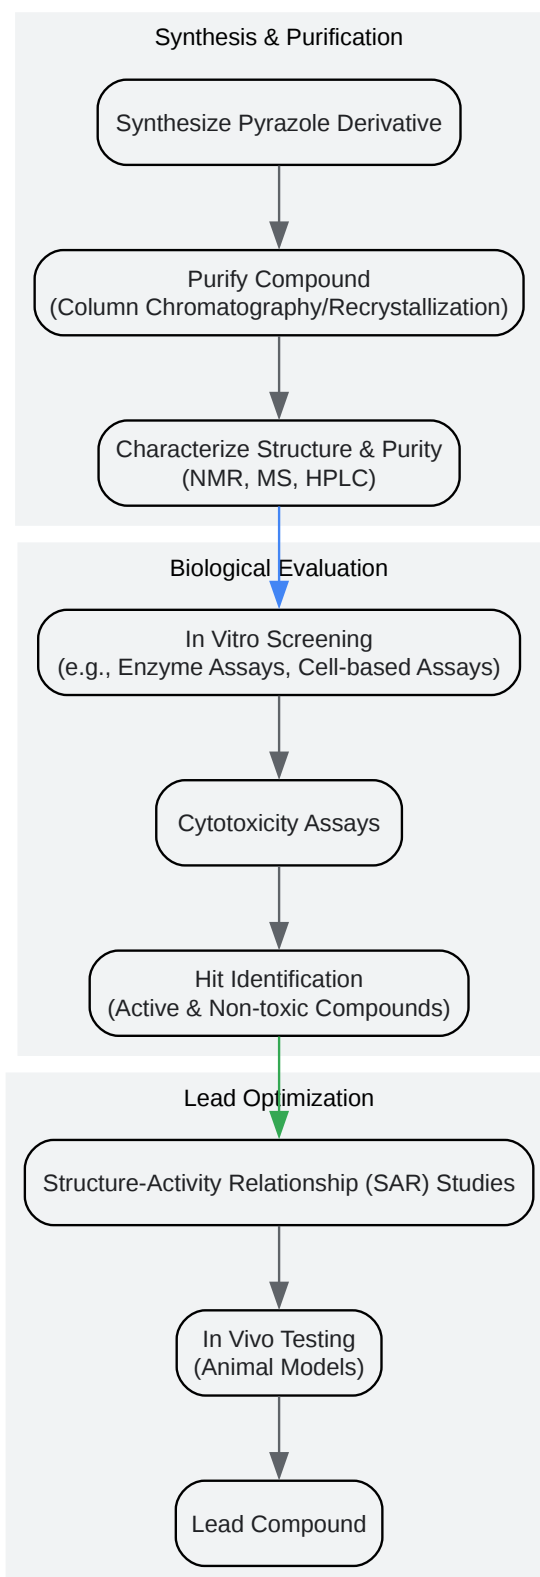 Synthesis & Purification
Synthesize Pyrazole Derivative
Purify Compound
(Column Chromatography/Recrystallization)
Characterize Structure & Purity
(NMR, MS, HPLC)
Biological Evaluation
In Vitro Screening
(e.g., Enzyme Assays, Cell-based Assays)
Cytotoxicity Assays
Hit Identification
(Active & Non-toxic Compounds)
Lead Optimization
Structure-Activity Relationship (SAR) Studies
In Vivo Testing
(Animal Models)
Lead Compound